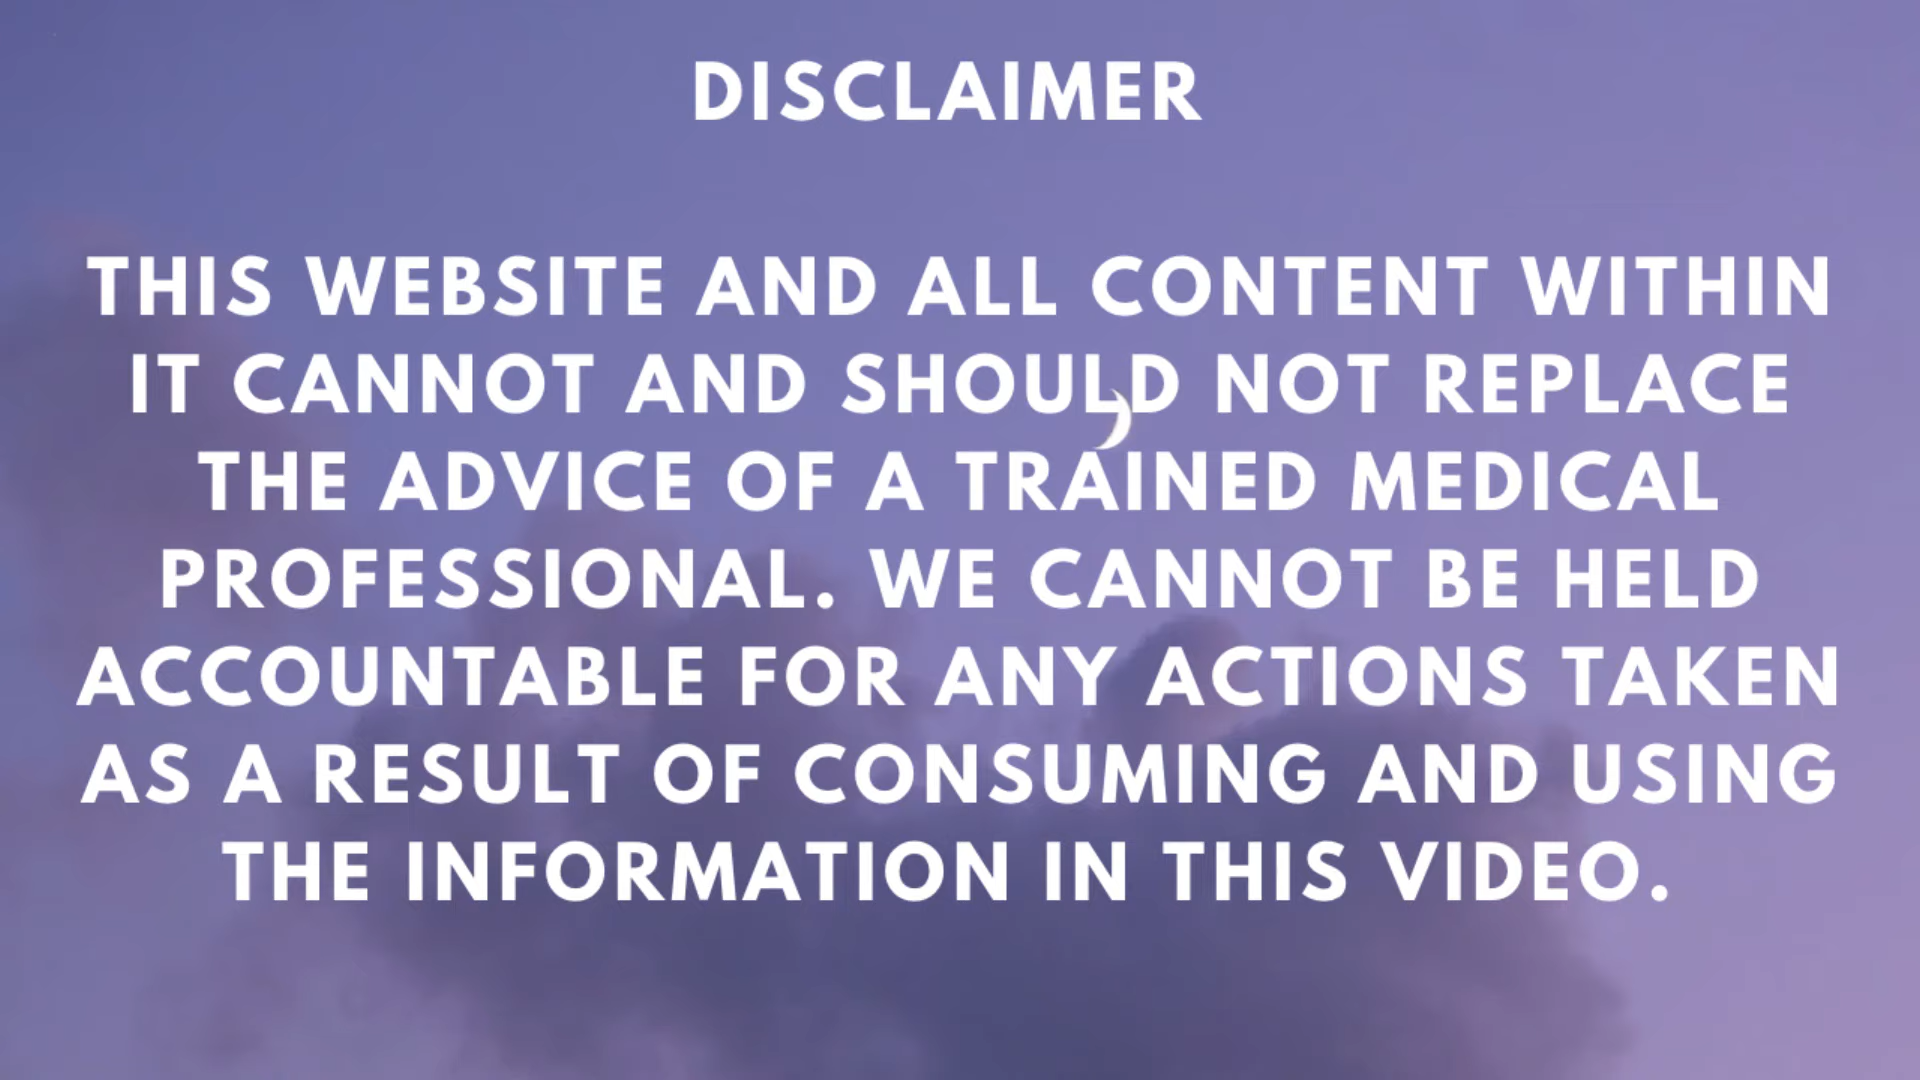 DISCLAIMER
THIS WEBSITE AND ALL CONTENT WITHIN
IT CANNOT AND SHOULD NOT REPLACE
THE ADVICE OF A TRAINED MEDICAL
PROFESSIONAL. WE CANNOT BE HELD
ACCOUNTABLE FOR ANY ACTIONS TAKEN
AS A RESULT OF CONSUMING AND USING
THE INFORMATION IN THIS VIDEO.